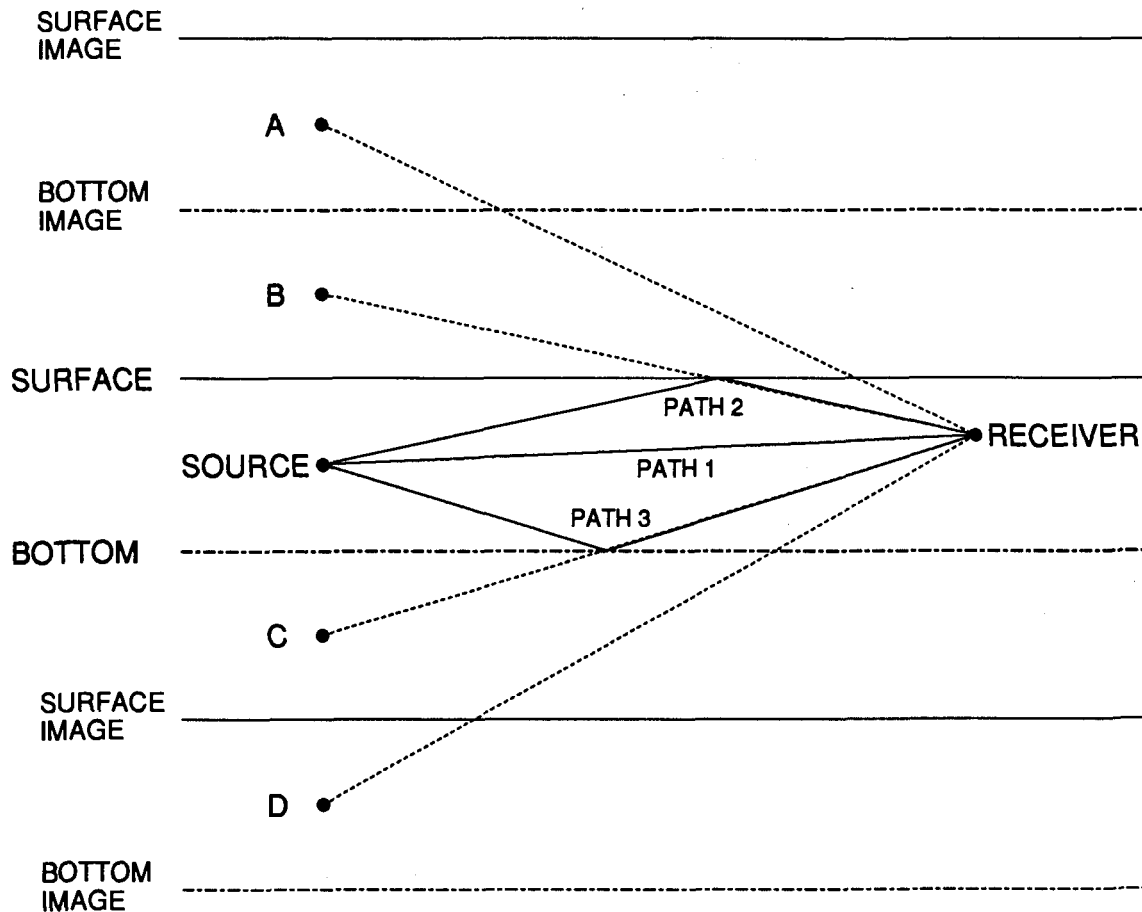 SURFACE
IMAGE
A
BOTTOM
IMAGE
B
SURFACE
PATH 2
RECEIVER
SOURCE
PATH 1
PATH 3
BOTTOM
C
SURFACE
IMAGE
D
BOTTOM
IMAGE